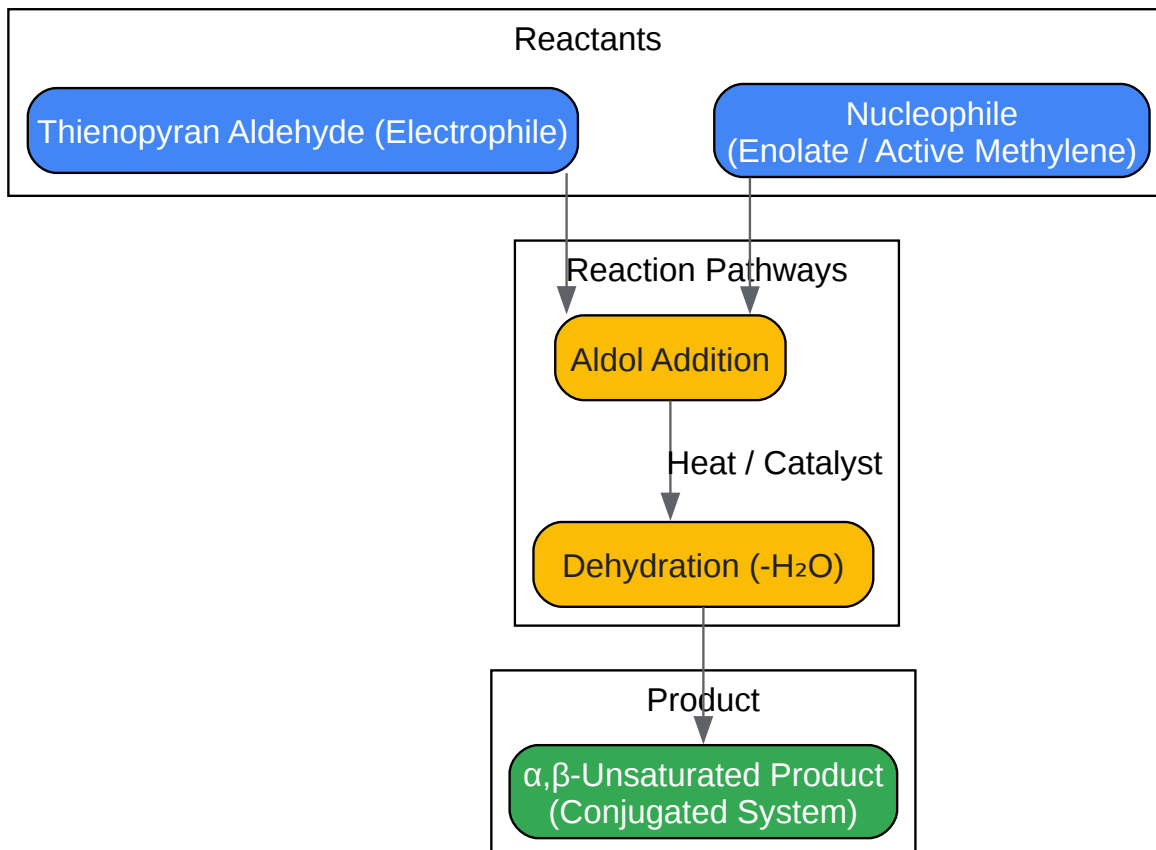 Reactants
Thienopyran Aldehyde (Electrophile)
Nucleophile
(Enolate / Active Methylene)
Reaction Pathways
Aldol Addition
Heat / Catalyst
Dehydration (-H₂O)
Product
α,β-Unsaturated Product
(Conjugated System)